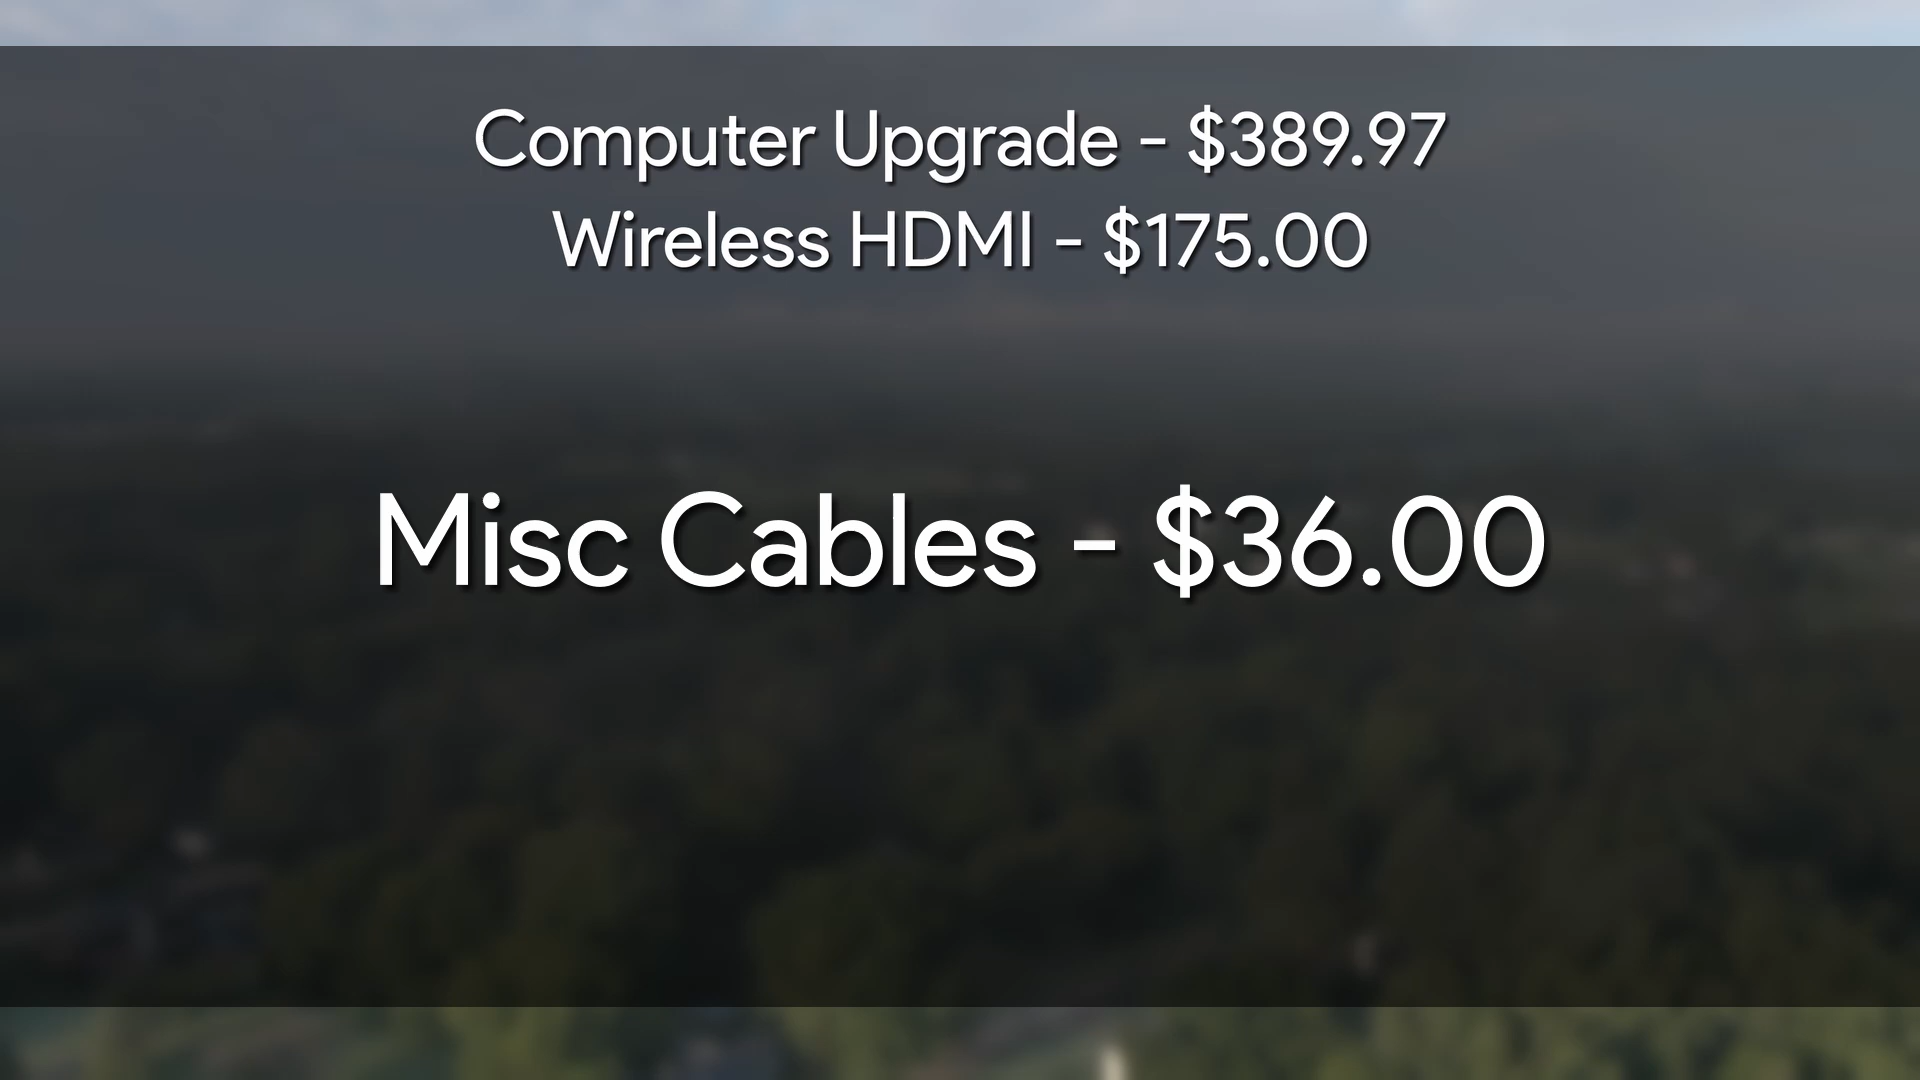 Computer Upgrade - $389.97
Wireless HDMI - $175.00
Misc Cables - $36.00